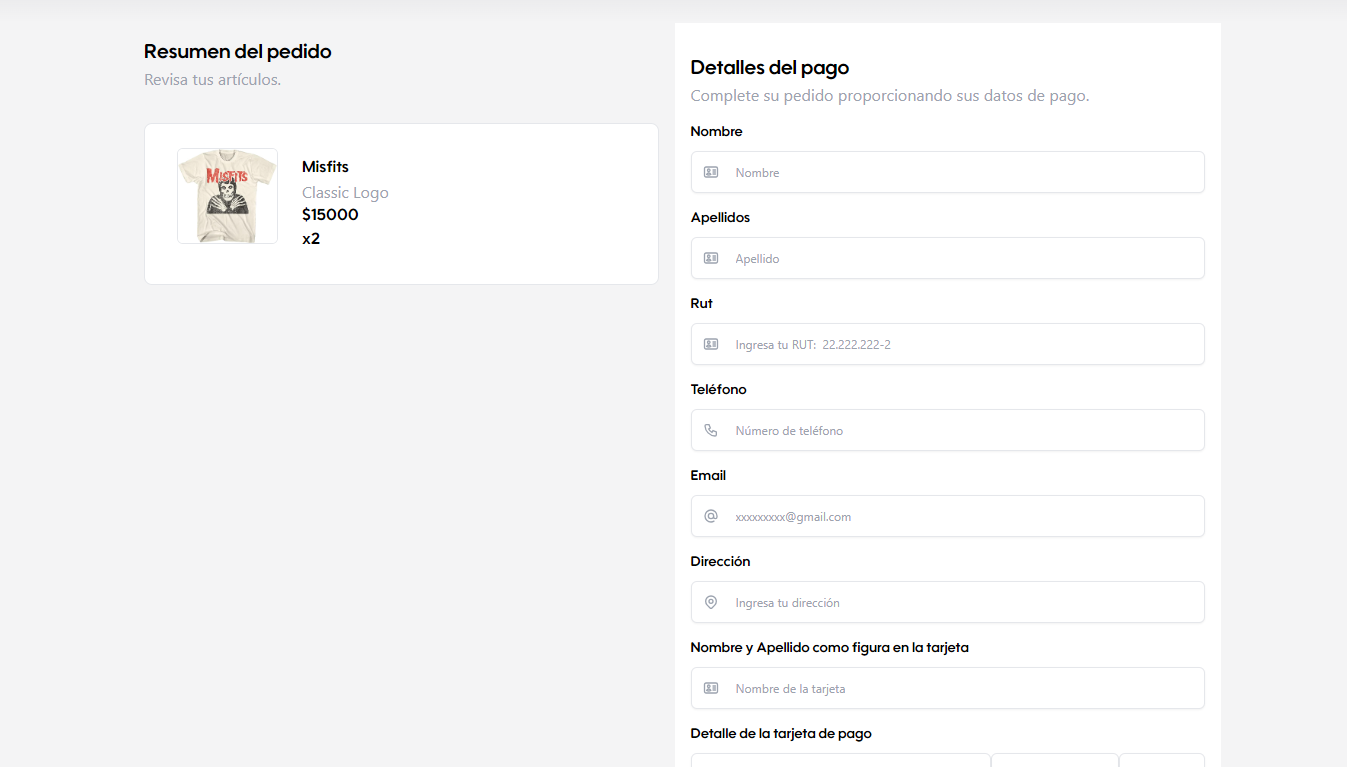 Resumen del pedido
Revisa tus artículos.
MISFITS
Misfits
Classic Logo
$15000
x2
Detalles del pago
Complete su pedido proporcionando sus datos de pago.
Nombre
Nombre
Apellidos
Apellido
Rut
Ingresa tu RUT: 22.222.222-2
Teléfono
Número de teléfono
Email
xxxxxxxxx@gmail.com
Dirección
Ingresa tu dirección
Nombre y Apellido como figura en la tarjeta
Nombre de la tarjeta
Detalle de la tarjeta de pago